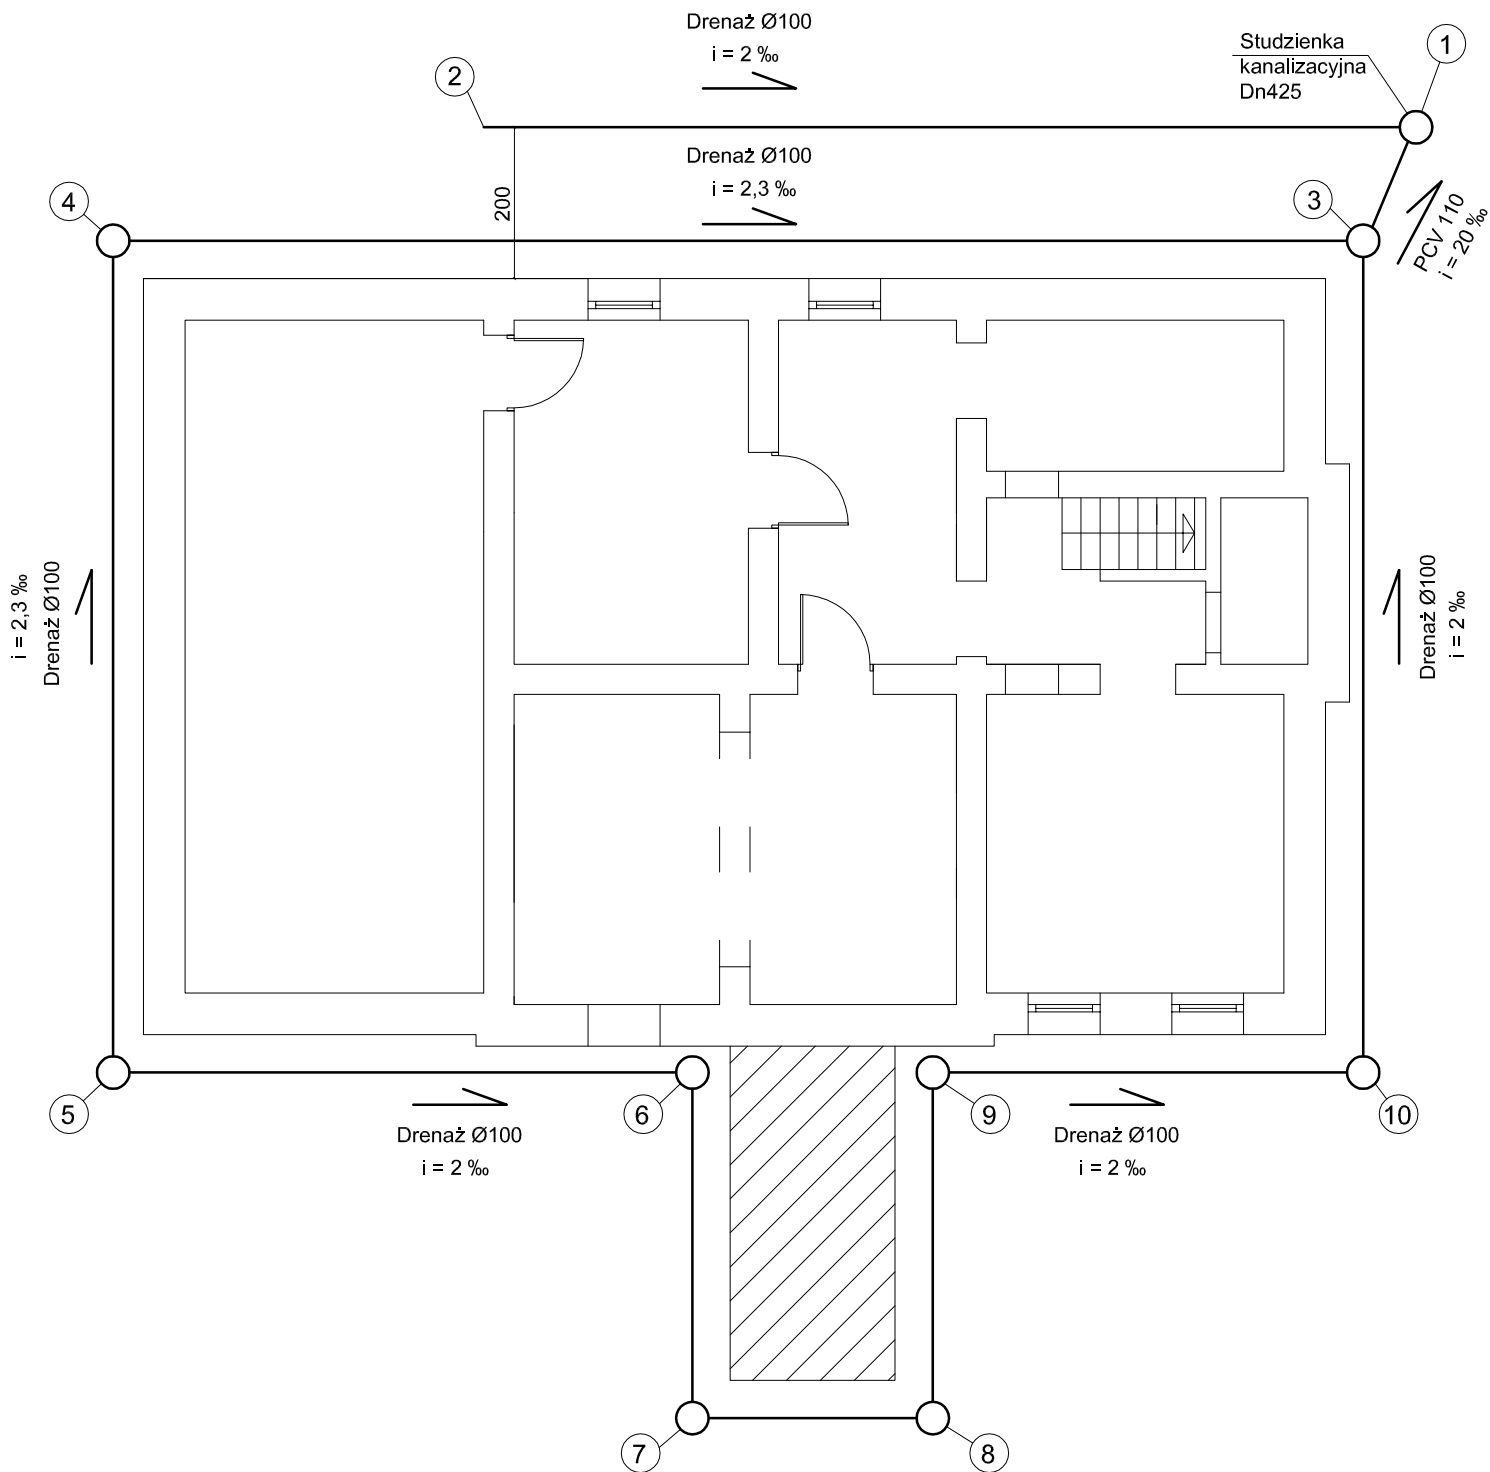 Drenaż Ø100
i = 2 ‰
Studzienka
kanalizacyjna
Dn425
1
2
Drenaż Ø100
i = 2,3 ‰
200
4
3
PCV 110
i = 20 ‰
i = 2,3 ‰
Drenaż Ø100
Drenaż Ø100
i = 2 ‰
5
6
9
10
Drenaż Ø100
i = 2 ‰
Drenaż Ø100
i = 2 ‰
7
8